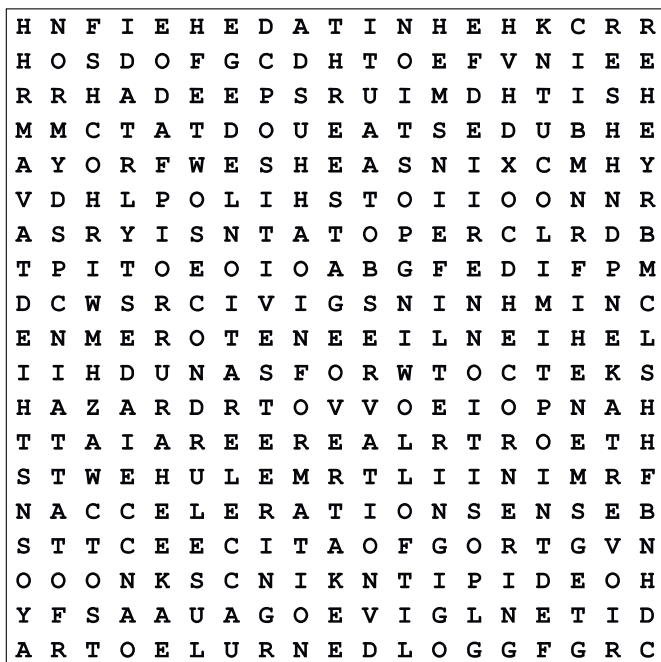 H N F I E H E D A T I N H E H K C R R
H O S D O F G C D H T O E F V N I E E
R R H A D E E P S R U I M D H T I S H
M M C T A T D O U E A T S E D U B H E
A Y O R F W E S H E A S N I X C M H Y
V D H L P O L I H S T O I I O O N N R
A S R Y I S N T A T O P E R C L R D B
T P I T O E O I O A B G F E D I F P M
D C W S R C I V I G S N I N H M I N C
E N M E R O T E N E E I L N E I H E L
I I H D U N A S F O R W T O C T E K S
H A Z A R D R T O V V O E I O P N A H
T T A I A R E E R E A L R T R O E T H
S T W E H U L E M R T L I I N I M R F
N A C C E L E R A T I O N S E N S E B
S T T C E E C I T A O F G O R T G V N
O O O N K S C N I K N T I P I D E O H
Y F S A A U A G O E V I G L N E T I D
A R T O E L U R N E D L O G G F G R C